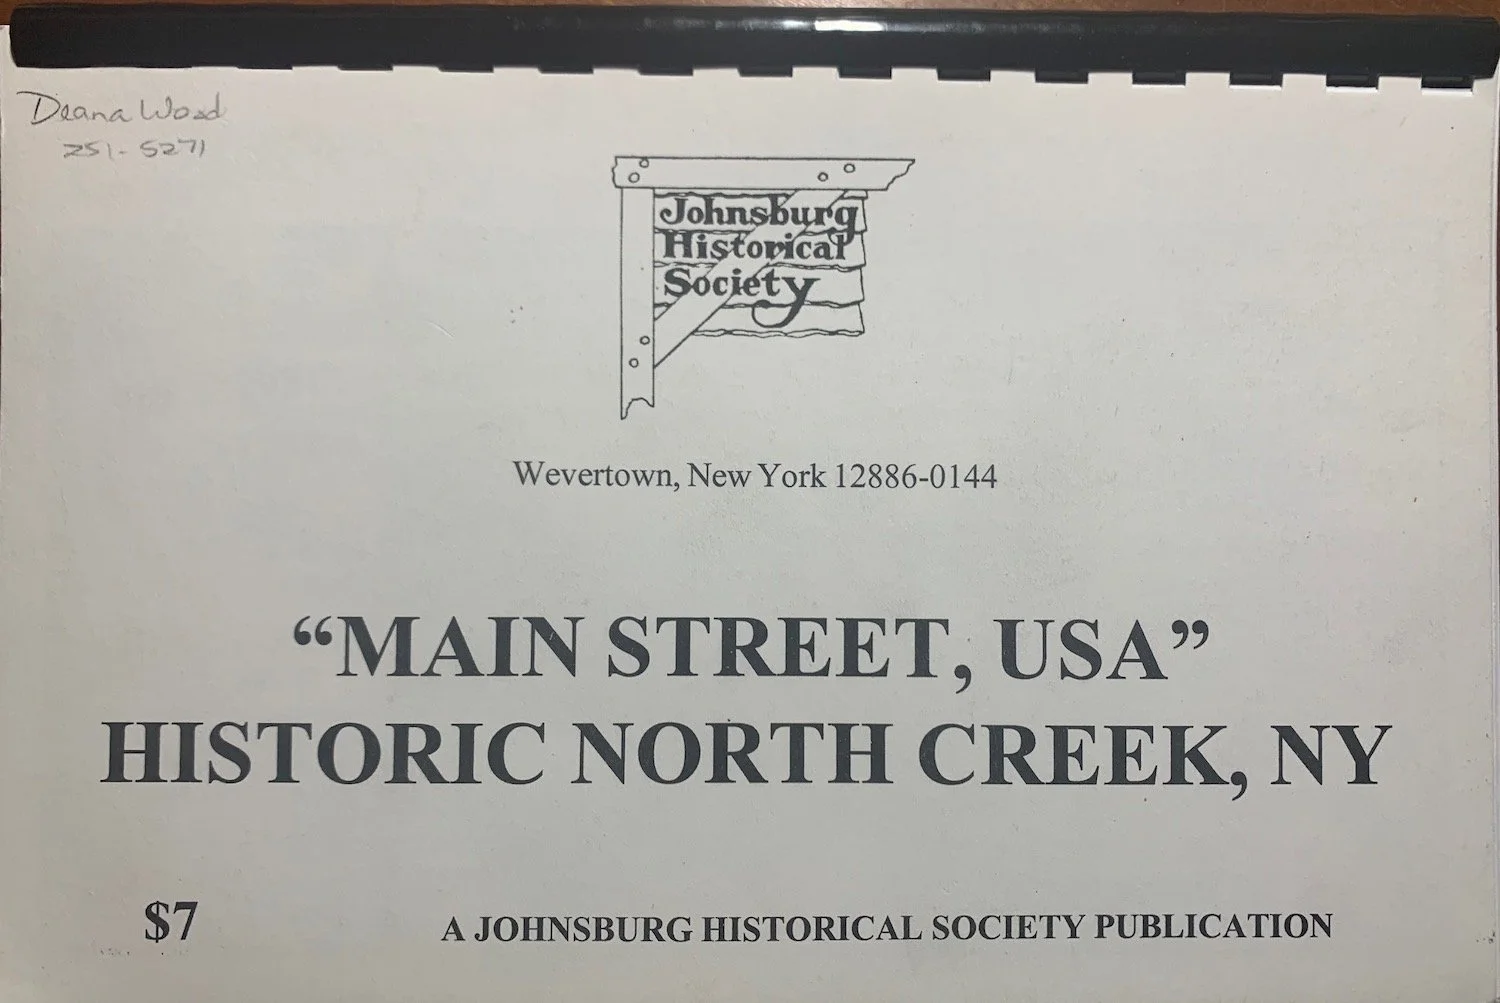 Deana Wood
251-5271
Johnsburg
Historical
Society
Wevertown, New York 12886-0144
“MAIN STREET, USA”
HISTORIC NORTH CREEK, NY
$7
A JOHNSBURG HISTORICAL SOCIETY PUBLICATION